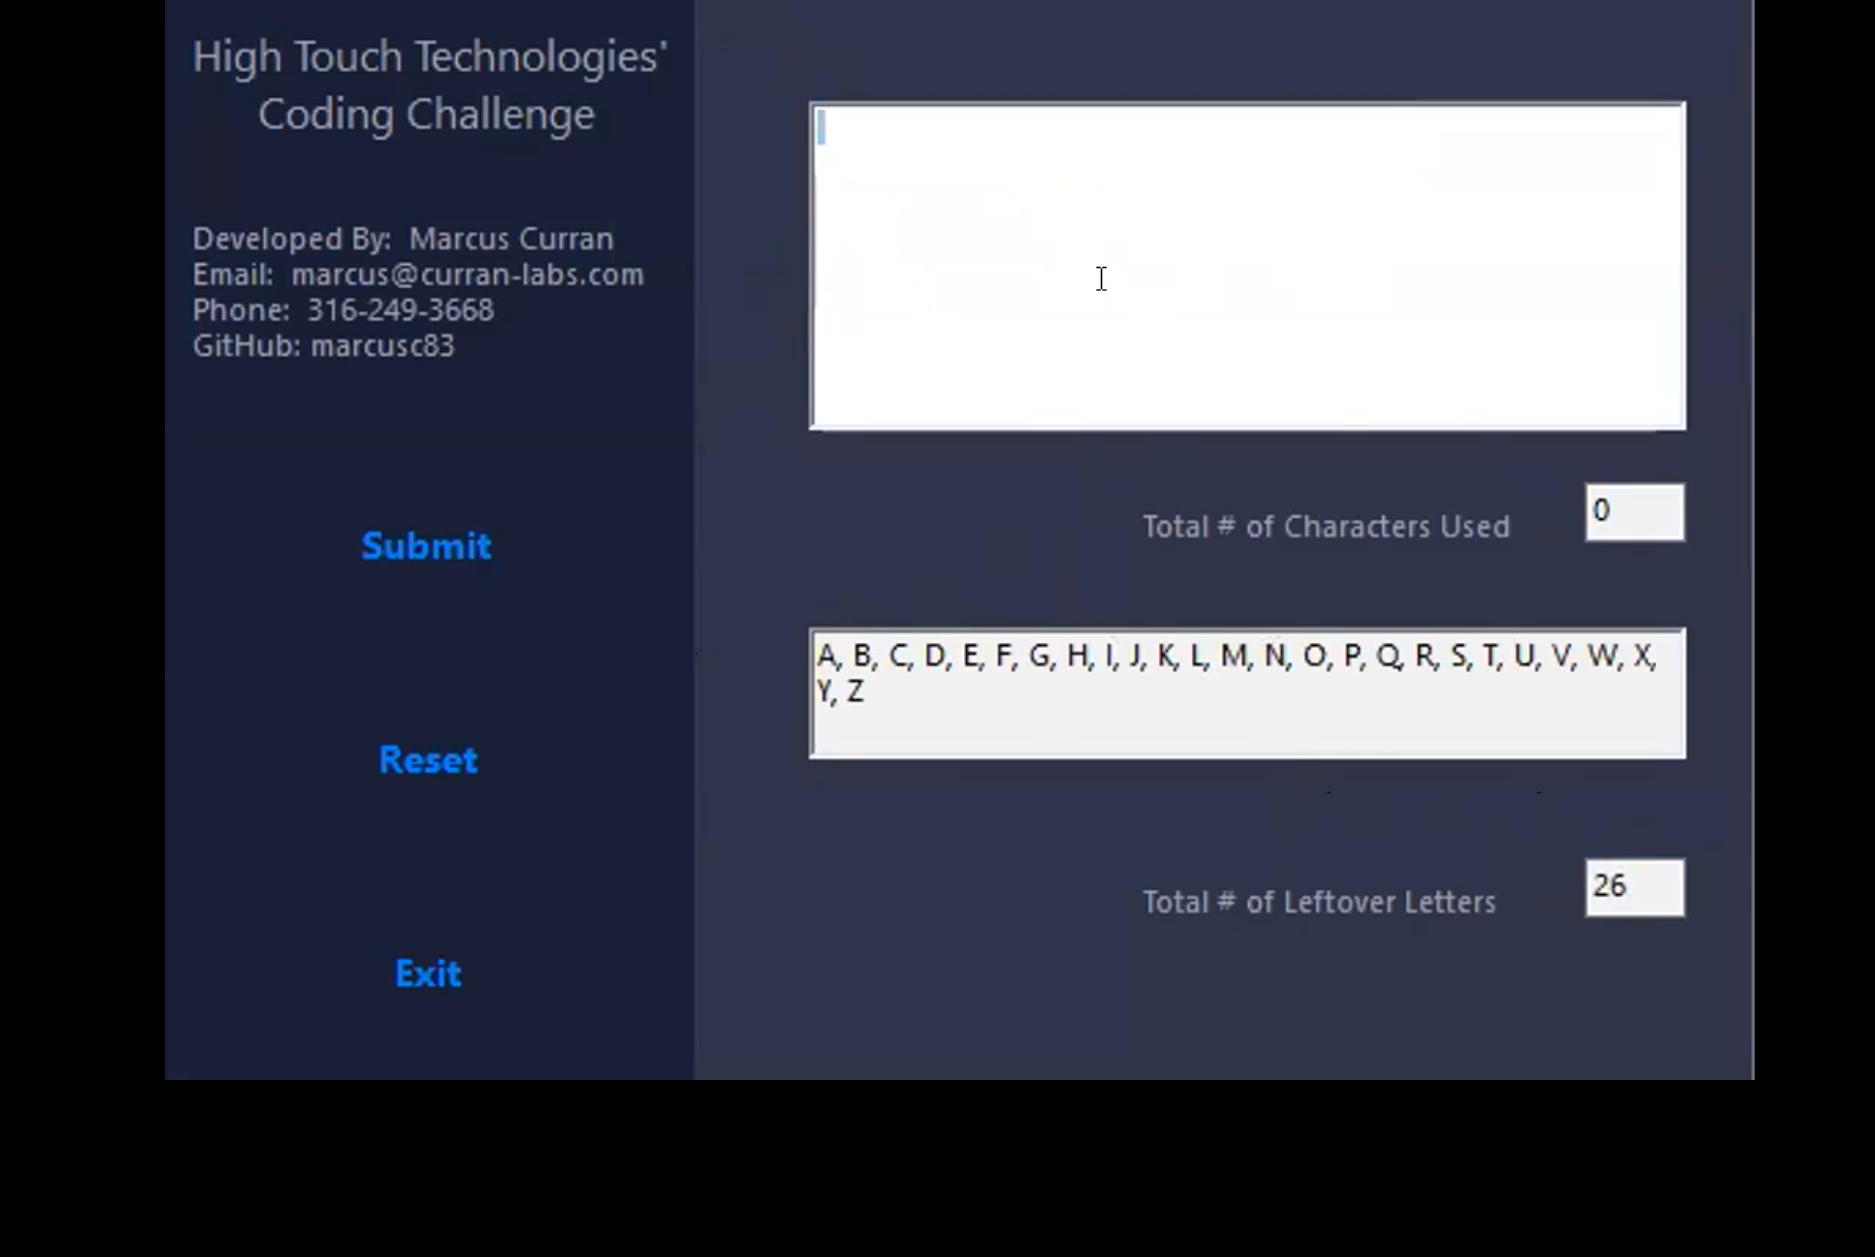 High Touch Technologies'
Coding Challenge
Developed By:  Marcus Curran
Email:  marcus@curran-labs.com
Phone:  316-249-3668
GitHub: marcusc83
Submit
Reset
Exit
Total # of Characters Used
0
A, B, C, D, E, F, G, H, I, J, K, L, M, N, O, P, Q, R, S, T, U, V, W, X,
Y, Z
Total # of Leftover Letters
26